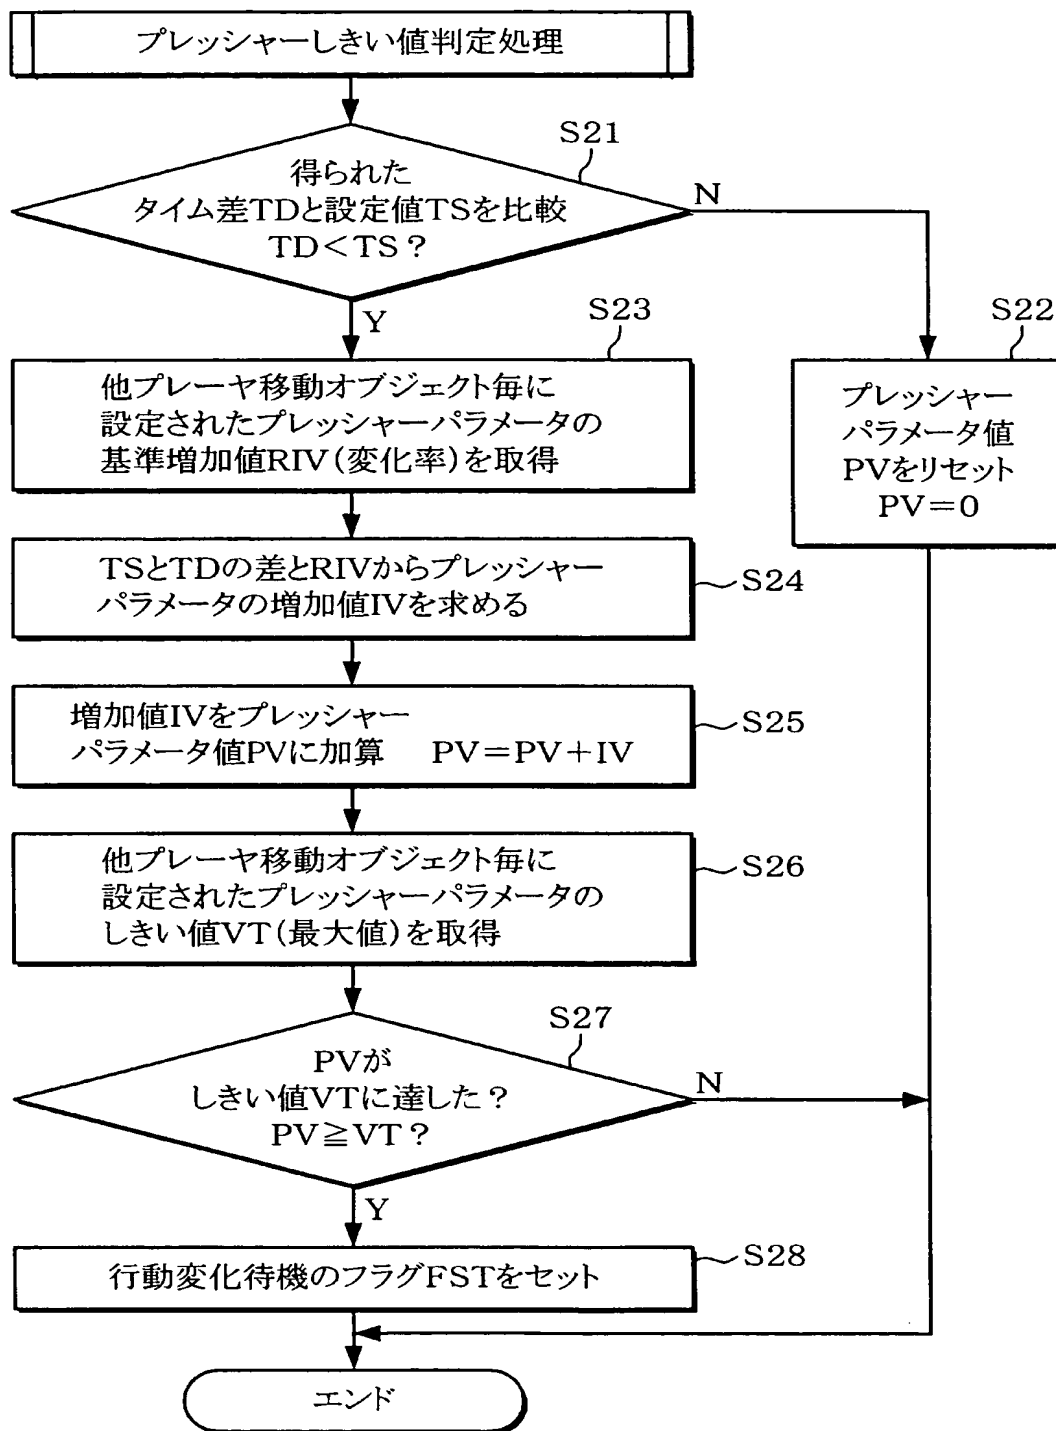 プレッシャーしきい値判定処理
S21
得られた
タイム差TDと設定値TSを比較
TD<TS?
N
Y
S23
S22
他プレーヤ移動オブジェクト毎に
設定されたプレッシャーパラメータの
基準増加値RIV(変化率)を取得
プレッシャー
パラメータ値
PVをリセット
PV=0
TSとTDの差とRIVからプレッシャー
パラメータの増加値IVを求める
S24
増加値IVをプレッシャー
パラメータ値PVに加算 PV=PV+IV
S25
他プレーヤ移動オブジェクト毎に
設定されたプレッシャーパラメータの
しきい値VT(最大値)を取得
S26
S27
PVが
しきい値VTに達した?
PV≧VT?
N
Y
行動変化待機のフラグFSTをセット
S28
エンド